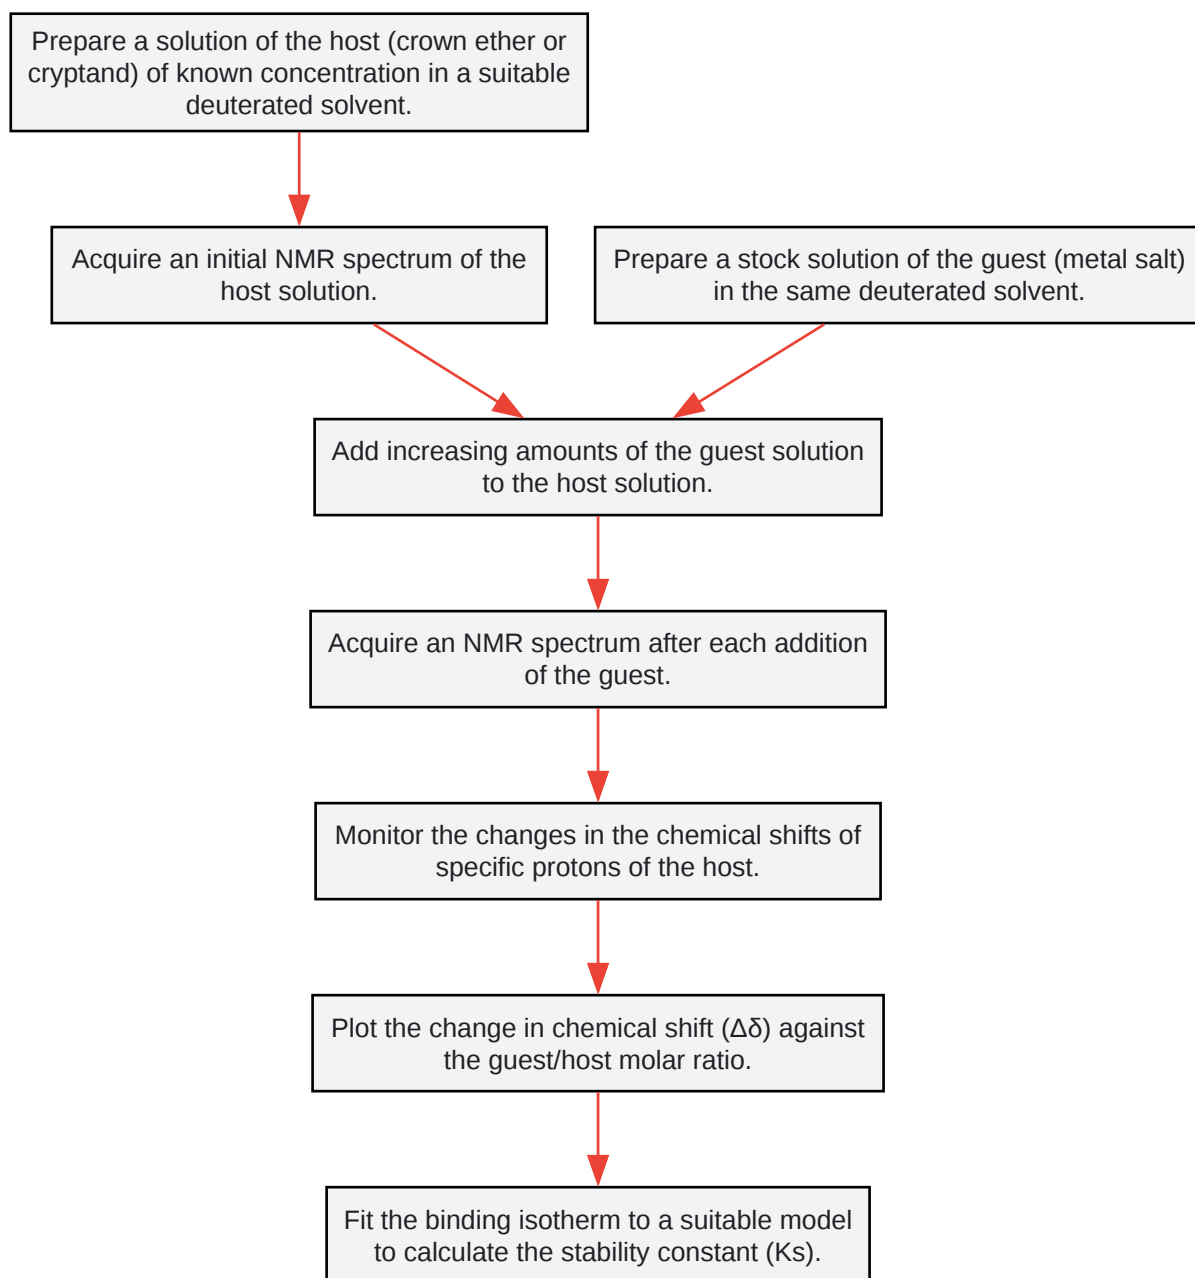 Prepare a solution of the host (crown ether or
cryptand) of known concentration in a suitable
deuterated solvent.
Acquire an initial NMR spectrum of the
host solution.
Prepare a stock solution of the guest (metal salt)
in the same deuterated solvent.
Add increasing amounts of the guest solution
to the host solution.
Acquire an NMR spectrum after each addition
of the guest.
Monitor the changes in the chemical shifts of
specific protons of the host.
Plot the change in chemical shift (Δδ) against
the guest/host molar ratio.
Fit the binding isotherm to a suitable model
to calculate the stability constant (Ks).